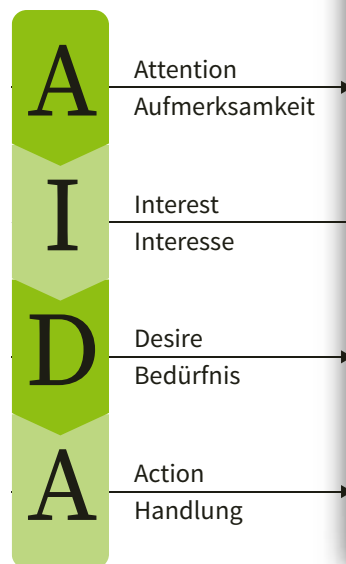 A
Attention
Aufmerksamkeit
I
Interest
Interesse
D
Desire
Bedürfnis
A
Action
Handlung